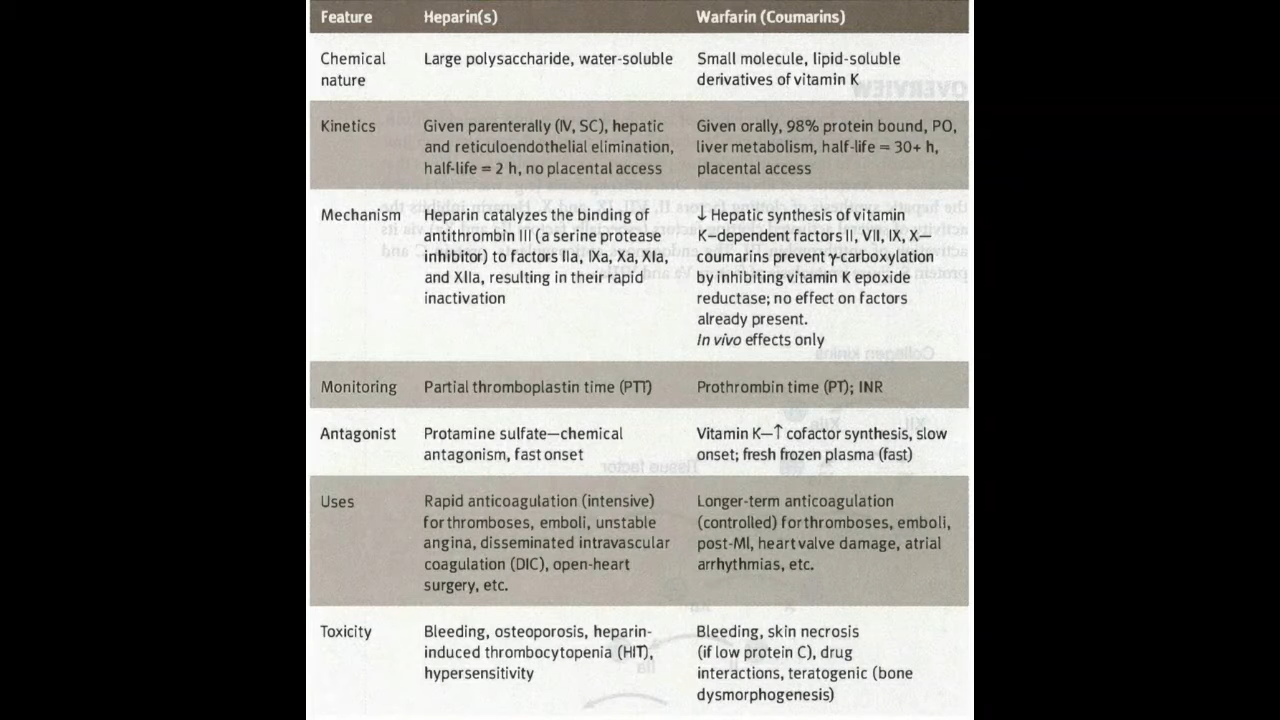 Feature Heparin(s) Warfarin (Coumarins)
Chemical Large polysaccharide, water-soluble Small molecule, lipid-soluble
nature derivatives of vitamin K
Kinetics Given parenterally (IV, SC), hepatic Given orally, 98% protein bound, PO,
and reticuloendothelial elimination, liver metabolism, half-life = 30+ h,
half-life = 2 h, no placental access placental access
Mechanism Heparin catalyzes the binding of ↓ Hepatic synthesis of vitamin
antithrombin III (a serine protease K–dependent factors II, VII, IX, X—
inhibitor) to factors IIa, IXa, Xa, XIa, coumarins prevent γ-carboxylation
and XIIa, resulting in their rapid by inhibiting vitamin K epoxide
inactivation reductase; no effect on factors
already present.
In vivo effects only
Monitoring Partial thromboplastin time (PTT) Prothrombin time (PT); INR
Antagonist Protamine sulfate—chemical Vitamin K—↑ cofactor synthesis, slow
antagonism, fast onset onset; fresh frozen plasma (fast)
Uses Rapid anticoagulation (intensive) Longer-term anticoagulation
for thromboses, emboli, unstable (controlled) for thromboses, emboli,
angina, disseminated intravascular post-MI, heart valve damage, atrial
coagulation (DIC), open-heart arrhythmias, etc.
surgery, etc.
Toxicity Bleeding, osteoporosis, heparin- Bleeding, skin necrosis
induced thrombocytopenia (HIT), (if low protein C), drug
hypersensitivity interactions, teratogenic (bone
dysmorphogenesis)